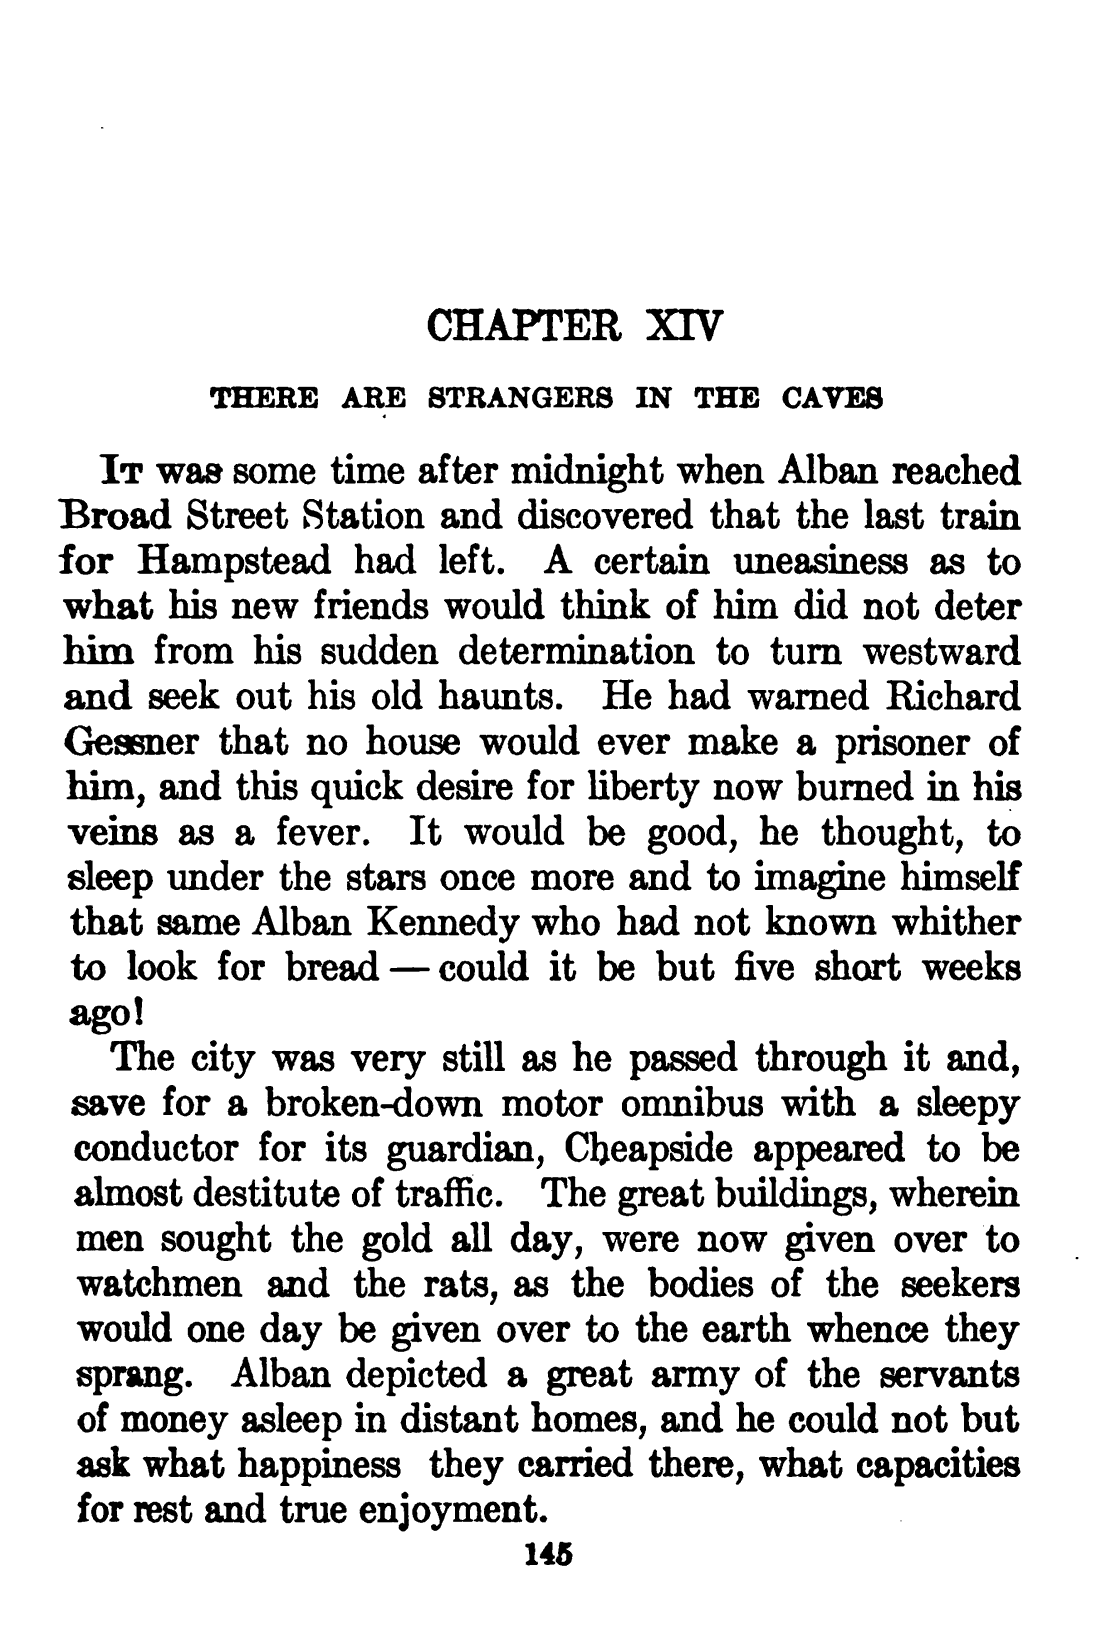 CHAPTER XIV
THERE ARE STRANGERS IN THE CAVES
IT was some time after midnight when Alban reached
Broad Street Station and discovered that the last train
for Hampstead had left. A certain uneasiness as to
what his new friends would think of him did not deter
him from his sudden determination to turn westward
and seek out his old haunts. He had warned Richard
Gessner that no house would ever make a prisoner of
him, and this quick desire for liberty now burned in his
veins as a fever. It would be good, he thought, to
sleep under the stars once more and to imagine himself
that same Alban Kennedy who had not known whither
to look for bread — could it be but five short weeks
ago!
The city was very still as he passed through it and,
save for a broken-down motor omnibus with a sleepy
conductor for its guardian, Cheapside appeared to be
almost destitute of traffic. The great buildings, wherein
men sought the gold all day, were now given over to
watchmen and the rats, as the bodies of the seekers
would one day be given over to the earth whence they
sprang. Alban depicted a great army of the servants
of money asleep in distant homes, and he could not but
ask what happiness they carried there, what capacities
for rest and true enjoyment.
145